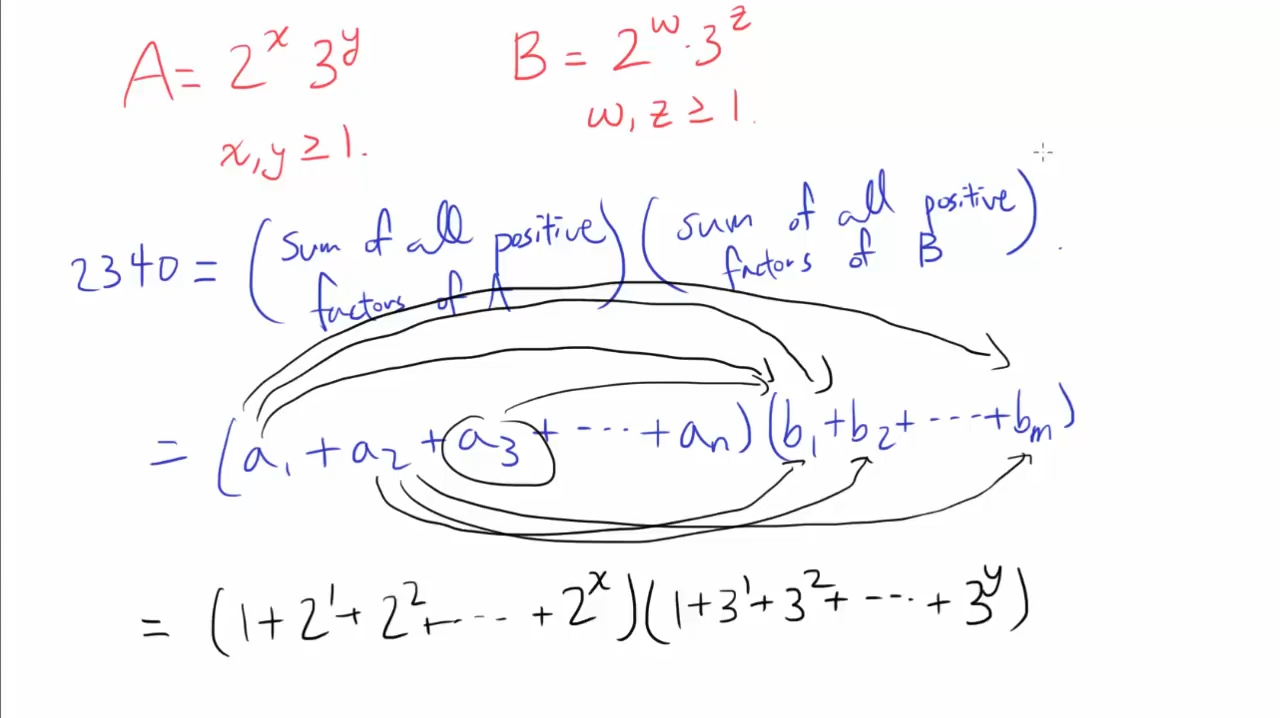 A = 2^x 3^y B = 2^w · 3^z
x, y ≥ 1. w, z ≥ 1.
2340 = (sum of all positive factors of A) (sum of all positive factors of B).
= (a₁ + a₂ + a₃ + ... + aₙ)(b₁ + b₂ + ... + bₘ)
= (1 + 2^1 + 2^2 + ... + 2^x)(1 + 3^1 + 3^2 + ... + 3^y)